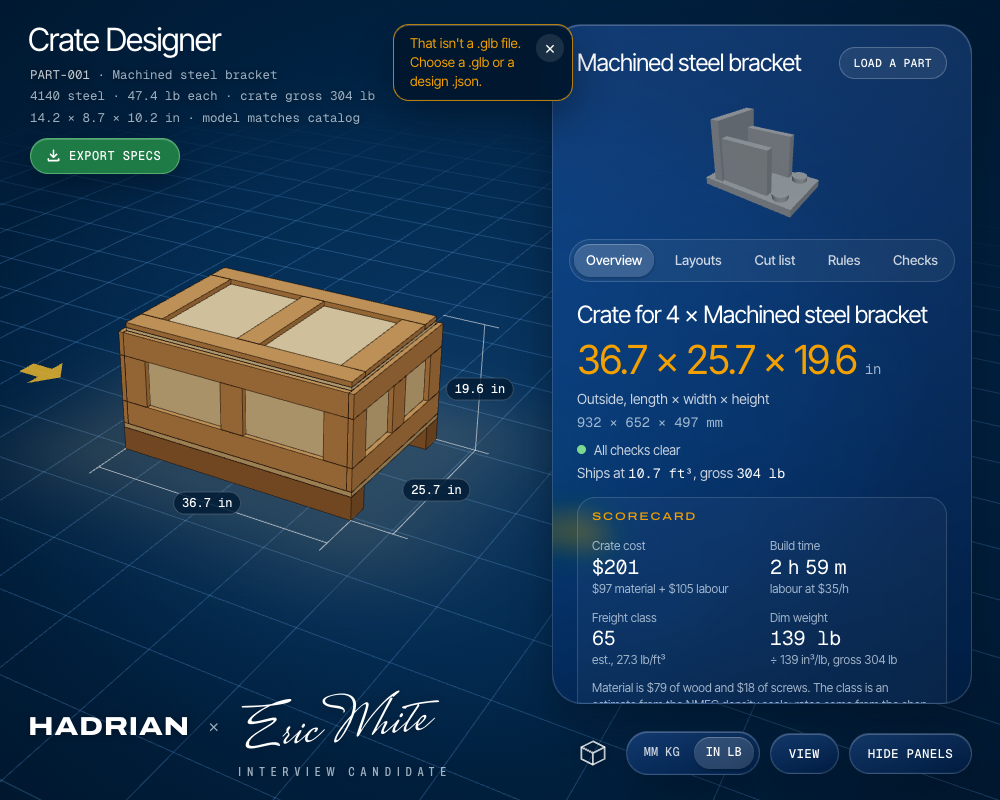 Crate Designer
PART-001 · Machined steel bracket
4140 steel · 47.4 lb each · crate gross 304 lb
14.2 × 8.7 × 10.2 in · model matches catalog
EXPORT SPECS
That isn't a .glb file.
Choose a .glb or a
design .json.
Machined steel bracket
LOAD A PART
Overview Layouts Cut list Rules Checks
Crate for 4 × Machined steel bracket
36.7 × 25.7 × 19.6 in
Outside, length × width × height
932 × 652 × 497 mm
All checks clear
Ships at 10.7 ft³, gross 304 lb
SCORECARD
Crate cost
$201
$97 material + $105 labour
Build time
2 h 59 m
labour at $35/h
Freight class
65
est., 27.3 lb/ft³
Dim weight
139 lb
÷ 139 in³/lb, gross 304 lb
Material is $79 of wood and $18 of screws. The class is an
19.6 in
25.7 in
36.7 in
HADRIAN × Eric White
INTERVIEW CANDIDATE
MM KG IN LB
VIEW
HIDE PANELS